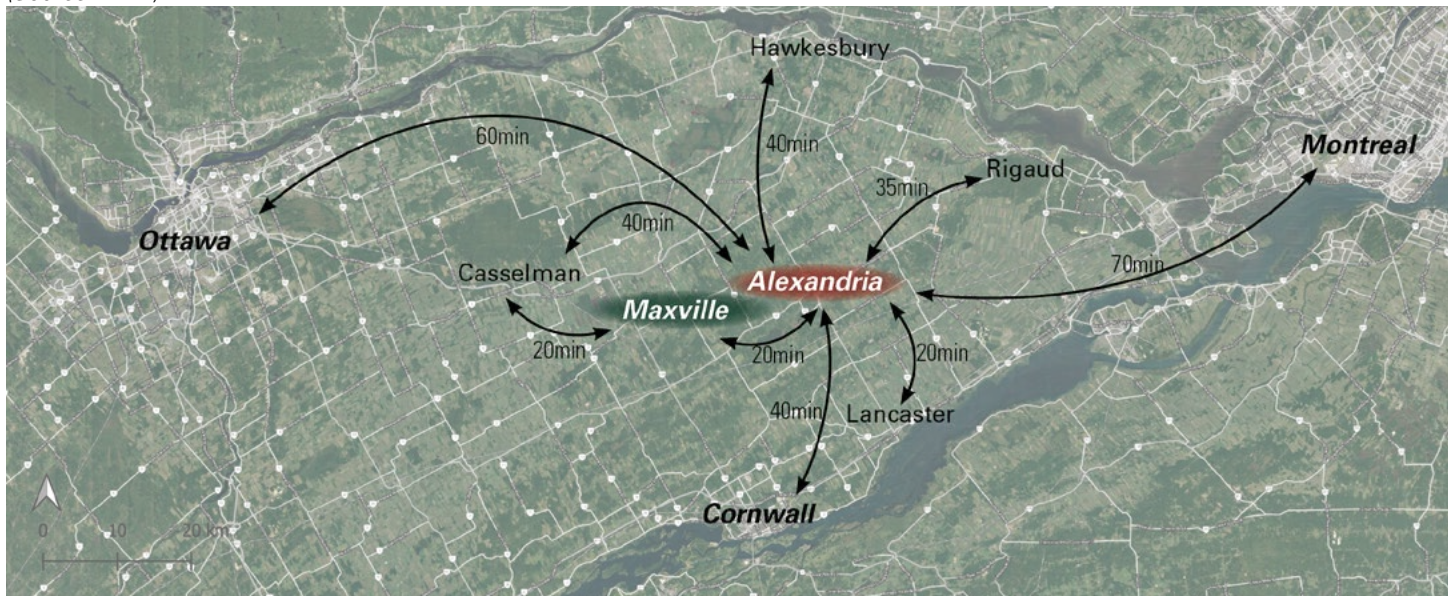 Hawkesbury
60min
40min
Montreal
Rigaud
35min
40min
Ottawa
70min
Casselman
Alexandria
Maxville
20min
20min
20min
40min
Lancaster
Cornwall
0 10 20 km